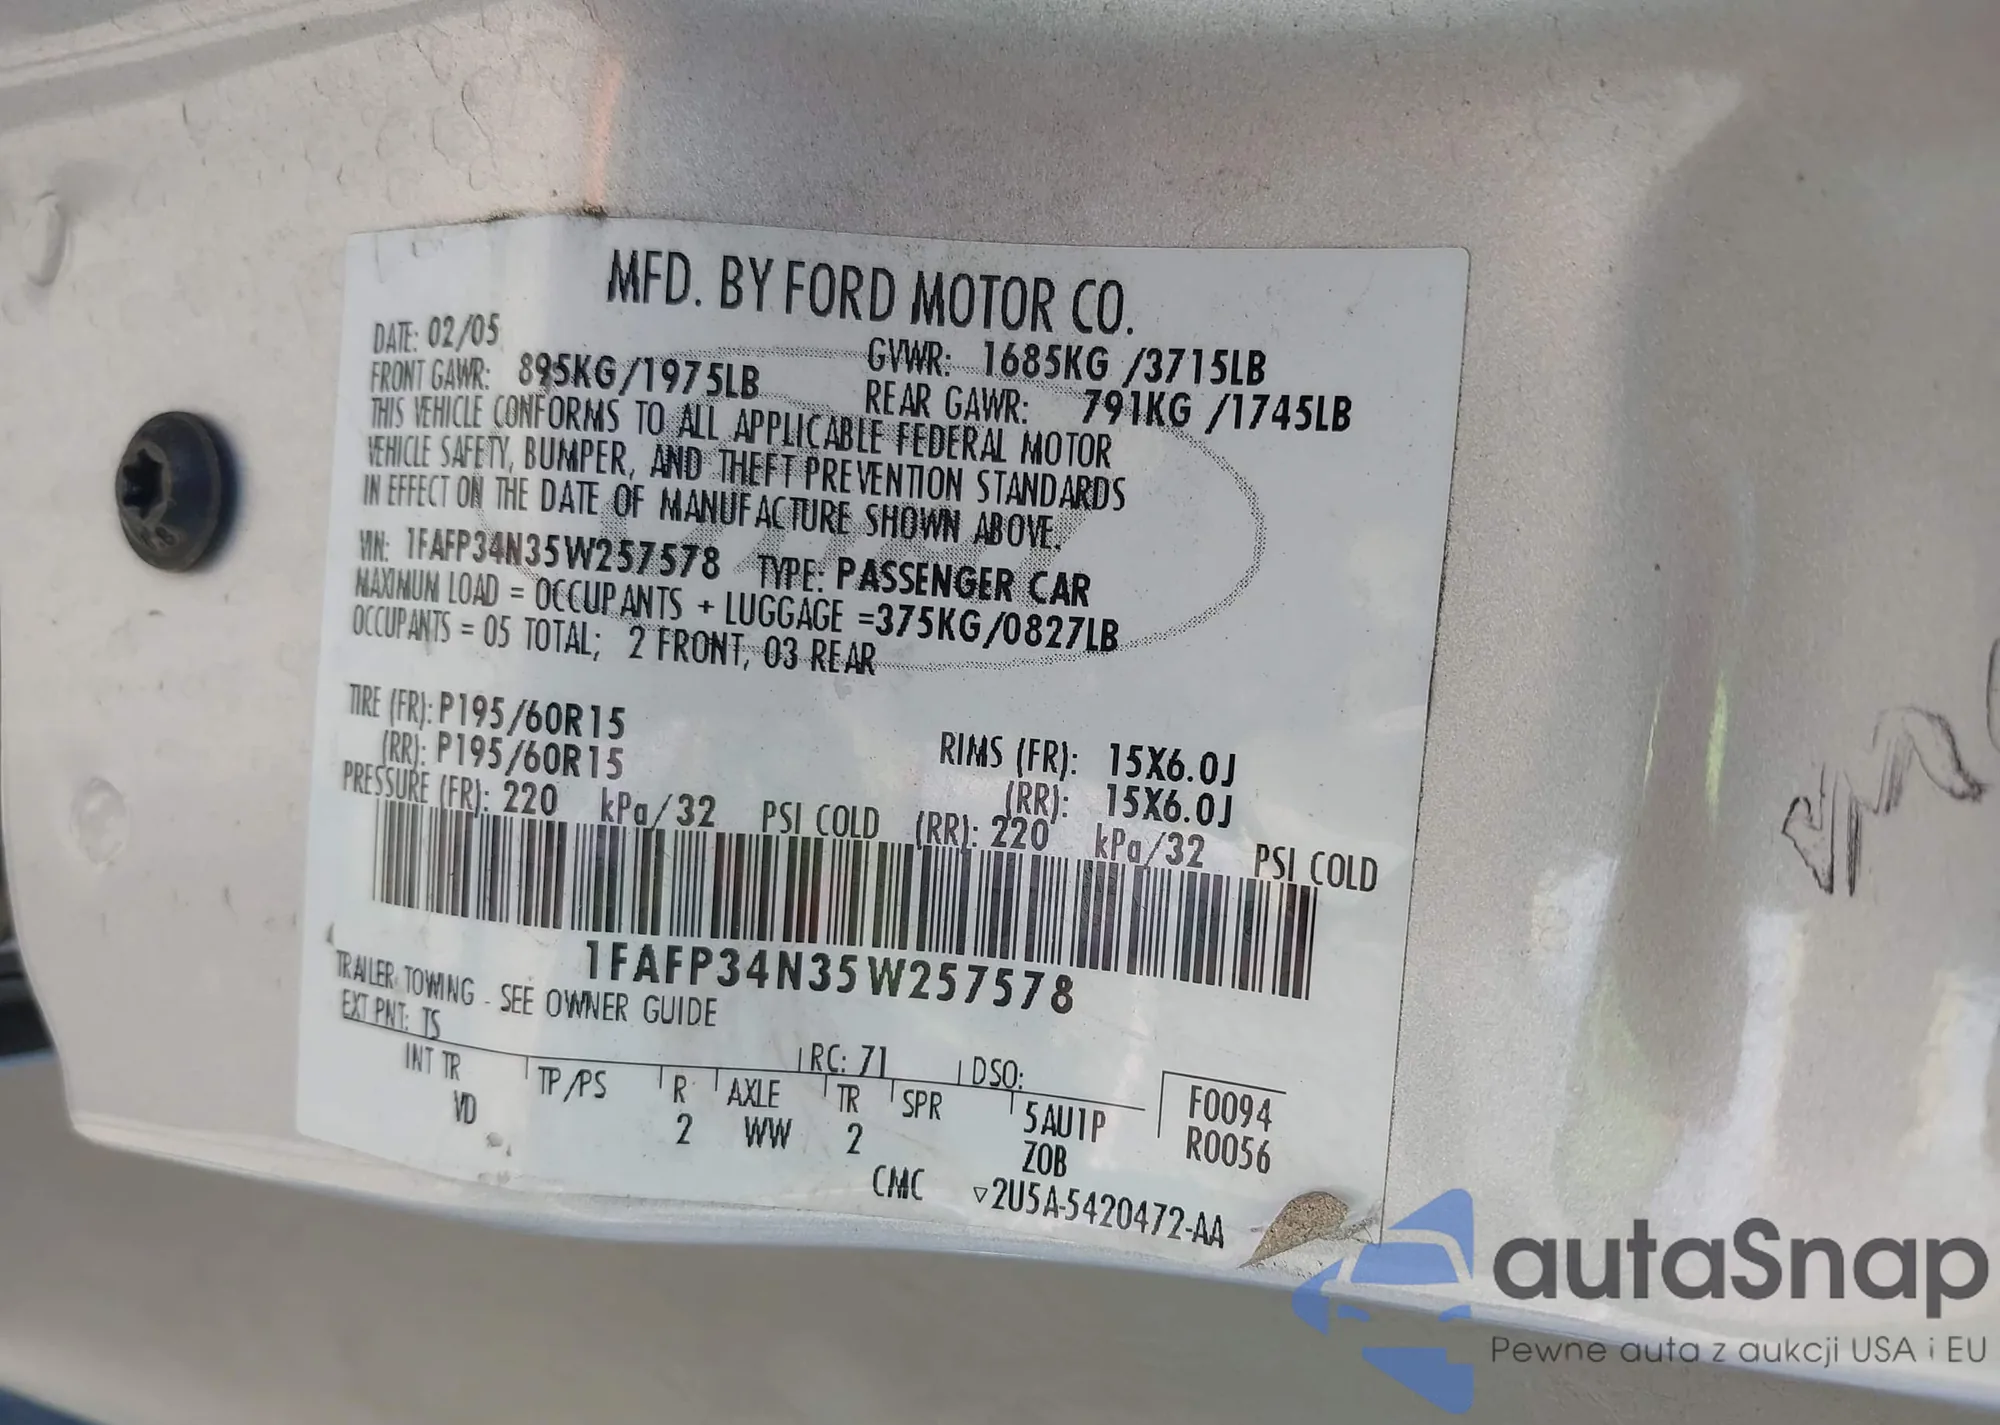 MFD. BY FORD MOTOR CO.
DATE: 02/05 GVWR: 1685KG /3715LB
FRONT GAWR: 895KG/1975LB REAR GAWR: 791KG /1745LB
THIS VEHICLE CONFORMS TO ALL APPLICABLE FEDERAL MOTOR
VEHICLE SAFETY, BUMPER, AND THEFT PREVENTION STANDARDS
IN EFFECT ON THE DATE OF MANUFACTURE SHOWN ABOVE.
VIN: 1FAFP34N35W257578 TYPE: PASSENGER CAR
MAXIMUM LOAD = OCCUPANTS + LUGGAGE =375KG/0827LB
OCCUPANTS = 05 TOTAL; 2 FRONT, 03 REAR
TIRE (FR): P195/60R15 RIMS (FR): 15X6.0J
(RR): P195/60R15 (RR): 15X6.0J
PRESSURE (FR): 220 kPa/32 PSI COLD (RR): 220 kPa/32 PSI COLD
1FAFP34N35W257578
TRAILER TOWING - SEE OWNER GUIDE
EXT PNT: TS RC: 71 DSO:
INT TR TP/PS R AXLE TR SPR 5AU1P F0094
VD 2 WW 2 ZOB R0056
CMC ▽2U5A-5420472-AA
autaSnap
Pewne auta z aukcji USA i EU